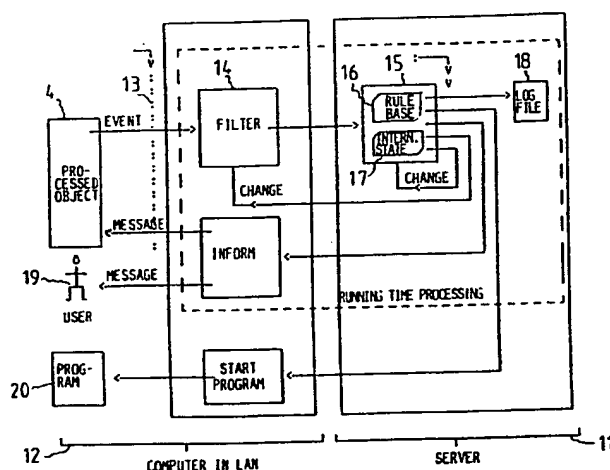 13
14
15
16
18
4
EVENT
FILTER
RULE
BASE
LOG
FILE
INTERN.
STATE
17
PRO-
CESSED
OBJECT
CHANGE
CHANGE
MESSAGE
INFORM
19
MESSAGE
USER
RUNNING TIME PROCESSING
PROG-
RAM
START
PROGRAM
20
12
COMPUTER IN LAN
SERVER
11